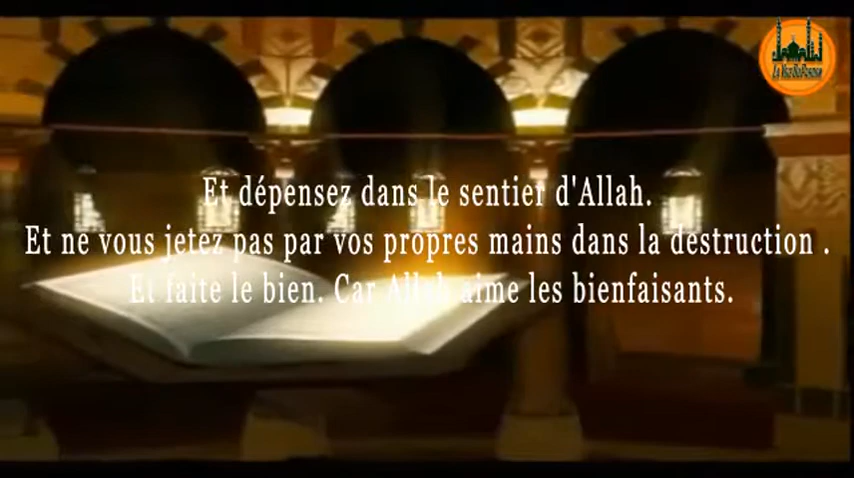 Et dépensez dans le sentier d'Allah.
Et ne vous jetez pas par vos propres mains dans la destruction .
Et faite le bien. Car Allah aime les bienfaisants.